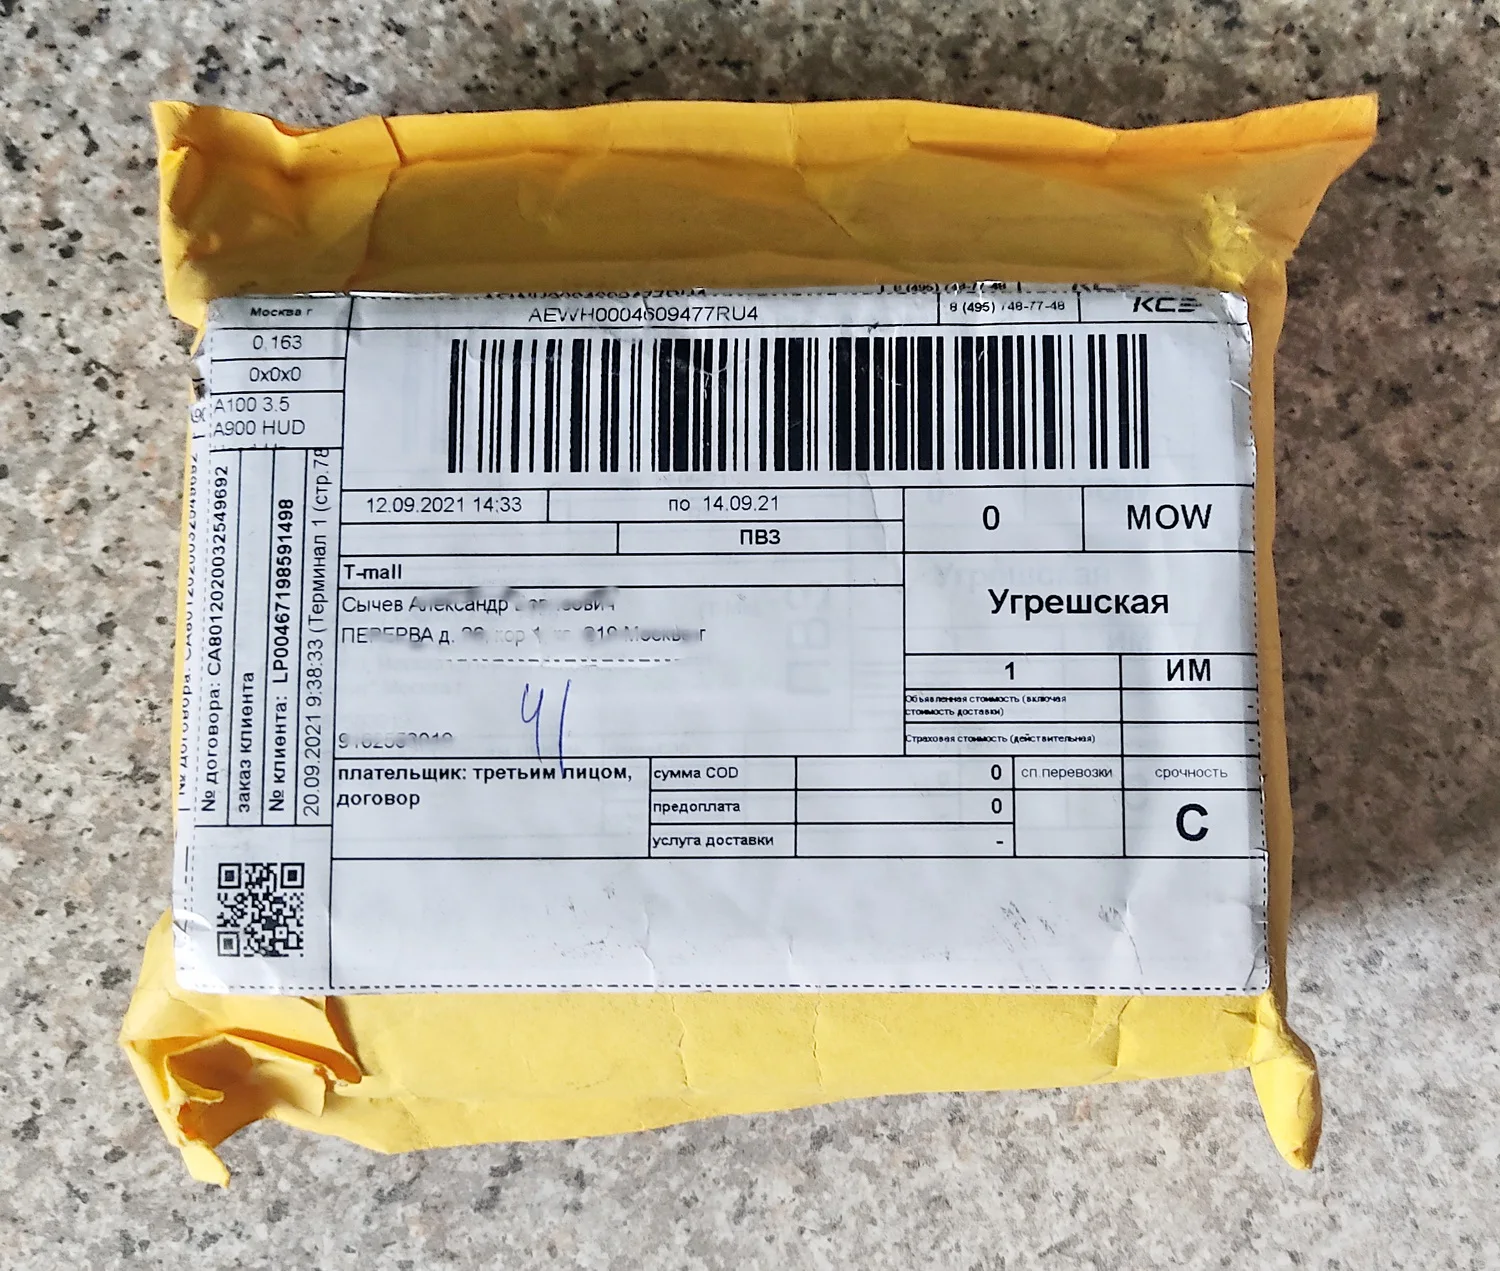 Москва г
AEWH0004609477RU4
8 (495) 748-77-48
KCE
0,163
0x0x0
A100 3.5
A900 HUD
12.09.2021 14:33
по 14.09.21
0
MOW
ПВЗ
T-mall
Сычев Александр
ПЕРЕРВА д.
Угрешская
1
ИМ
Объявленная стоимость (включая
стоимость доставки)
Страховая стоимость (действительная)
41
плательщик: третьим лицом,
договор
сумма COD
0
сп.перевозки
срочность
предоплата
0
C
услуга доставки
-
№ договора: CA8012020032549692
заказ клиента
№ клиента: LP00467198591498
20.09.2021 9:38:33 (Терминал 1 (стр.78